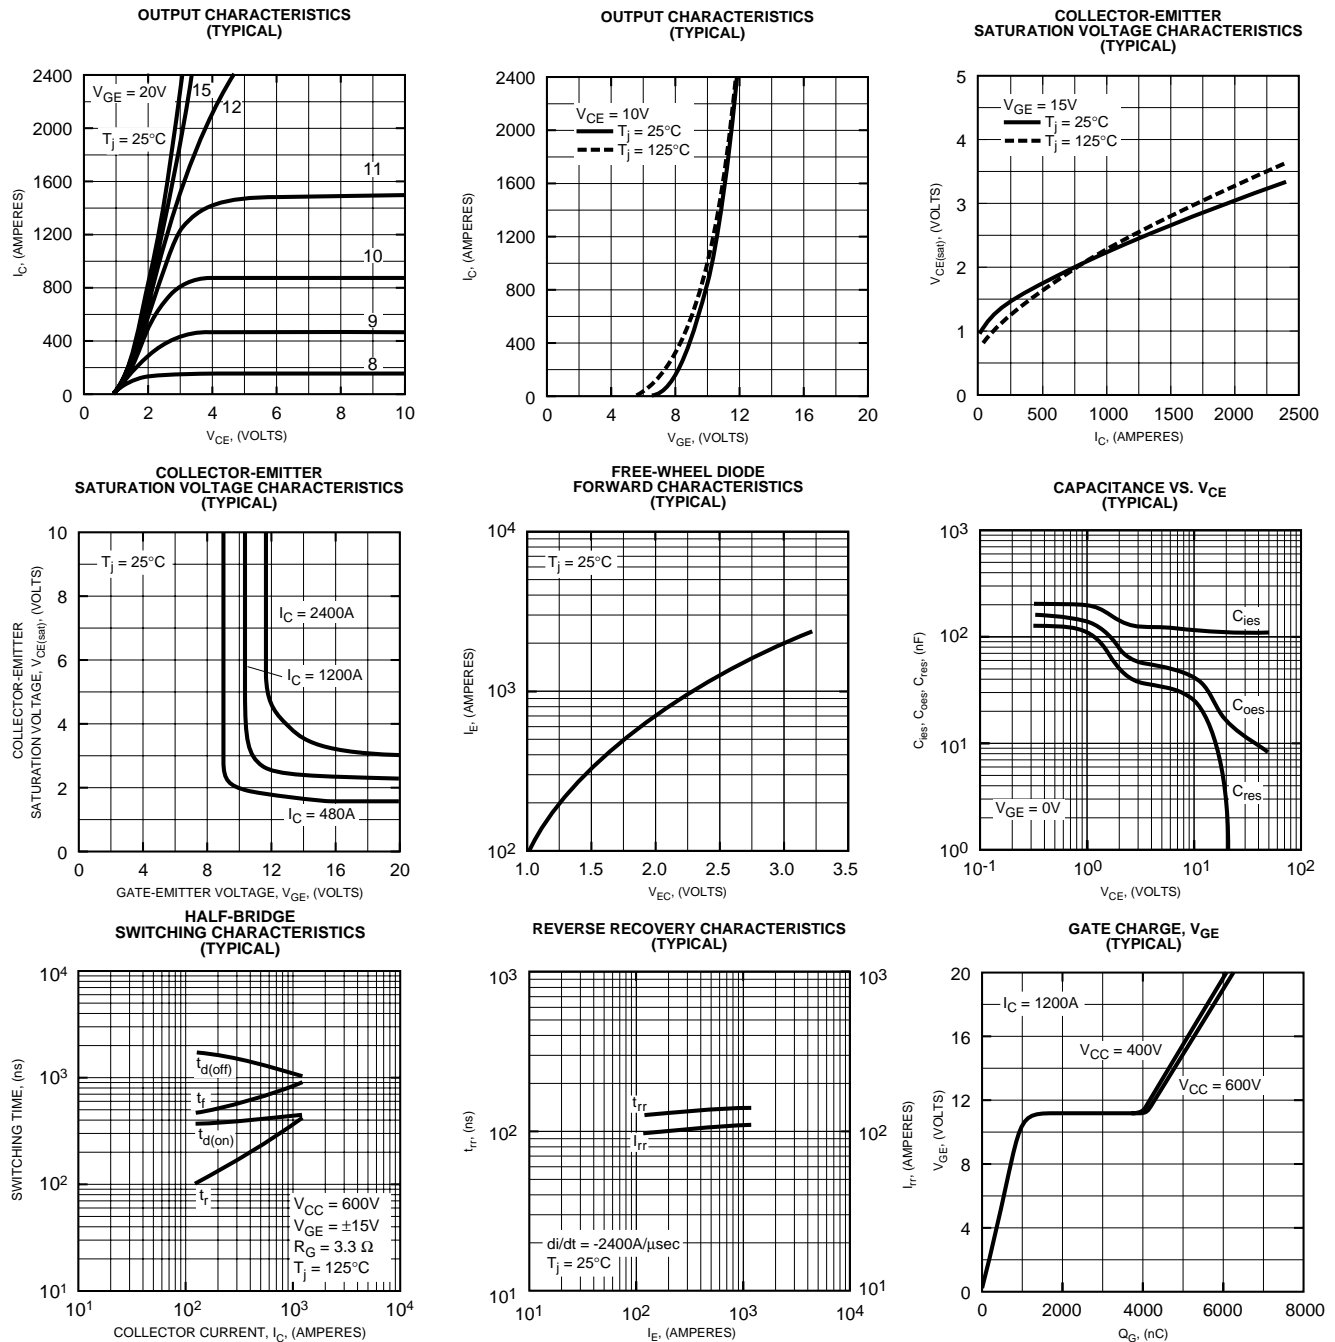 OUTPUT CHARACTERISTICS
(TYPICAL)
2400
2000
1600
1200
800
400
0
0 2 4 6 8 10
I_C, (AMPERES)
V_CE, (VOLTS)
V_GE = 20V
15
12
T_j = 25°C
11
10
9
8
OUTPUT CHARACTERISTICS
(TYPICAL)
2400
2000
1600
1200
800
400
0
0 4 8 12 16 20
I_C, (AMPERES)
V_GE, (VOLTS)
V_CE = 10V
T_j = 25°C
T_j = 125°C
COLLECTOR-EMITTER
SATURATION VOLTAGE CHARACTERISTICS
(TYPICAL)
5
4
3
2
1
0
0 500 1000 1500 2000 2500
V_CE(sat), (VOLTS)
I_C, (AMPERES)
V_GE = 15V
T_j = 25°C
T_j = 125°C
COLLECTOR-EMITTER
SATURATION VOLTAGE CHARACTERISTICS
(TYPICAL)
10
8
6
4
2
0
0 4 8 12 16 20
COLLECTOR-EMITTER
SATURATION VOLTAGE, V_CE(sat), (VOLTS)
GATE-EMITTER VOLTAGE, V_GE, (VOLTS)
T_j = 25°C
I_C = 2400A
I_C = 1200A
I_C = 480A
FREE-WHEEL DIODE
FORWARD CHARACTERISTICS
(TYPICAL)
10^4
10^3
10^2
1.0 1.5 2.0 2.5 3.0 3.5
I_E, (AMPERES)
V_EC, (VOLTS)
T_j = 25°C
CAPACITANCE VS. V_CE
(TYPICAL)
10^3
10^2
10^1
10^0
10^-1 10^0 10^1 10^2
C_ies, C_oes, C_res, (nF)
V_CE, (VOLTS)
C_ies
C_oes
C_res
V_GE = 0V
HALF-BRIDGE
SWITCHING CHARACTERISTICS
(TYPICAL)
10^4
10^3
10^2
10^1
10^1 10^2 10^3 10^4
SWITCHING TIME, (ns)
COLLECTOR CURRENT, I_C, (AMPERES)
t_d(off)
t_f
t_d(on)
t_r
V_CC = 600V
V_GE = ±15V
R_G = 3.3 Ω
T_j = 125°C
REVERSE RECOVERY CHARACTERISTICS
(TYPICAL)
10^3
10^2
10^1
10^1 10^2 10^3 10^4
t_rr, (ns)
I_E, (AMPERES)
10^3
10^2
10^1
I_rr, (AMPERES)
t_rr
I_rr
di/dt = -2400A/μsec
T_j = 25°C
GATE CHARGE, V_GE
(TYPICAL)
20
16
12
8
4
0
0 2000 4000 6000 8000
V_GE, (VOLTS)
Q_G, (nC)
I_C = 1200A
V_CC = 400V
V_CC = 600V